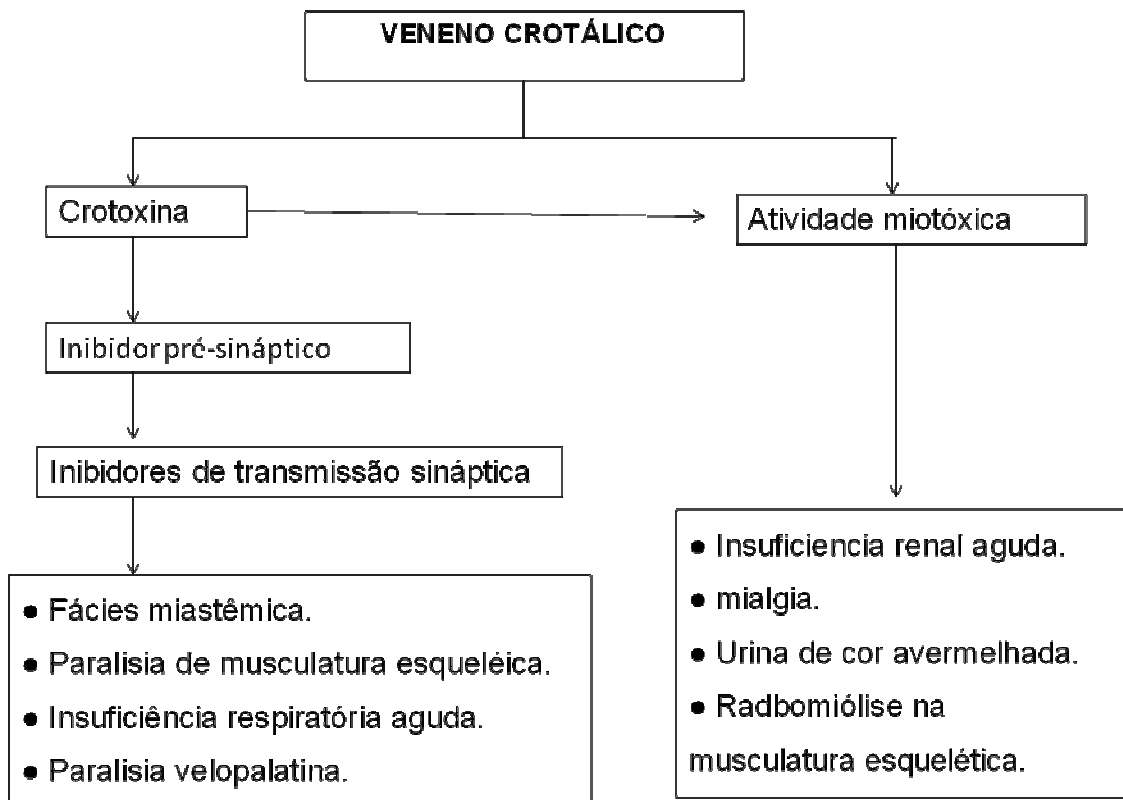 VENENO CROTÁLICO
Crotoxina
Atividade miotóxica
Inibidor pré-sináptico
Inibidores de transmissão sináptica
● Fácies miastêmica.
● Paralisia de musculatura esqueléica.
● Insuficiência respiratória aguda.
● Paralisia velopalatina.
● Insuficiencia renal aguda.
● mialgia.
● Urina de cor avermelhada.
● Radbomiólise na
musculatura esquelética.